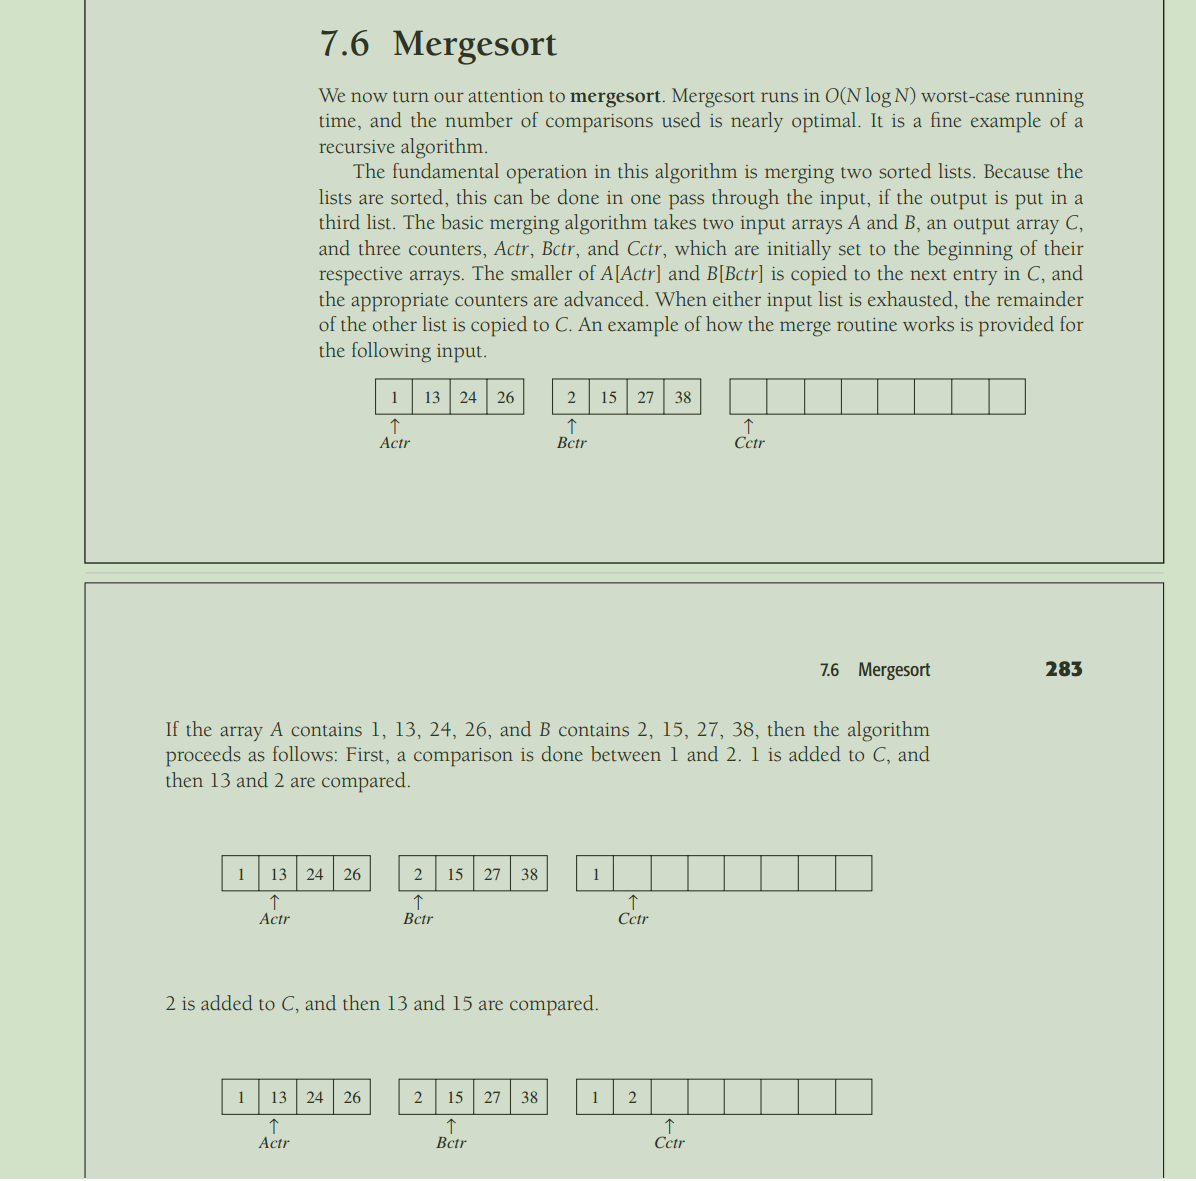 7.6 Mergesort
We now turn our attention to mergesort. Mergesort runs in O(N log N) worst-case running
time, and the number of comparisons used is nearly optimal. It is a fine example of a
recursive algorithm.
The fundamental operation in this algorithm is merging two sorted lists. Because the
lists are sorted, this can be done in one pass through the input, if the output is put in a
third list. The basic merging algorithm takes two input arrays A and B, an output array C,
and three counters, Actr, Bctr, and Cctr, which are initially set to the beginning of their
respective arrays. The smaller of A[Actr] and B[Bctr] is copied to the next entry in C, and
the appropriate counters are advanced. When either input list is exhausted, the remainder
of the other list is copied to C. An example of how the merge routine works is provided for
the following input.
1 13 24 26 2 15 27 38
↑ ↑ ↑
Actr Bctr Cctr
7.6 Mergesort 283
If the array A contains 1, 13, 24, 26, and B contains 2, 15, 27, 38, then the algorithm
proceeds as follows: First, a comparison is done between 1 and 2. 1 is added to C, and
then 13 and 2 are compared.
1 13 24 26 2 15 27 38 1
↑ ↑ ↑
Actr Bctr Cctr
2 is added to C, and then 13 and 15 are compared.
1 13 24 26 2 15 27 38 1 2
↑ ↑ ↑
Actr Bctr Cctr